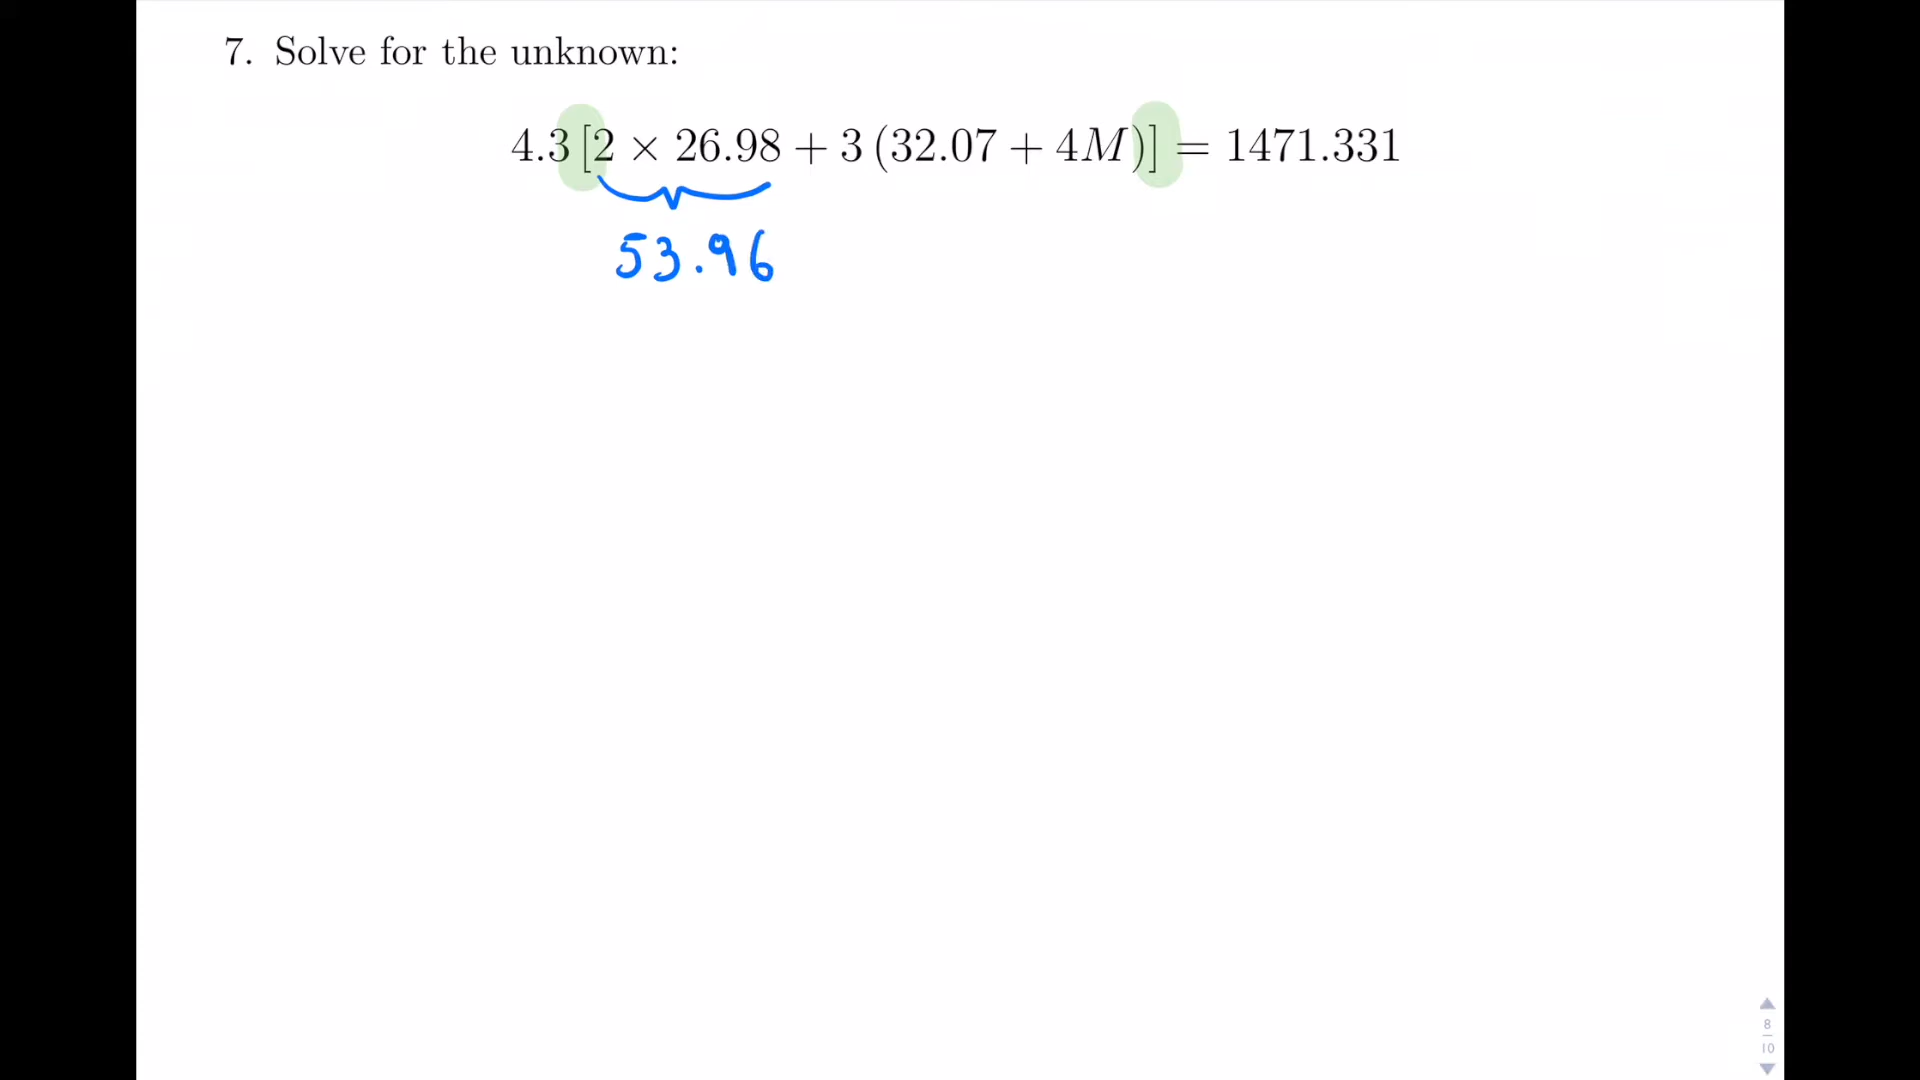 7. Solve for the unknown:
4.3 [2 × 26.98 + 3 (32.07 + 4M)] = 1471.331
53.96
8
10